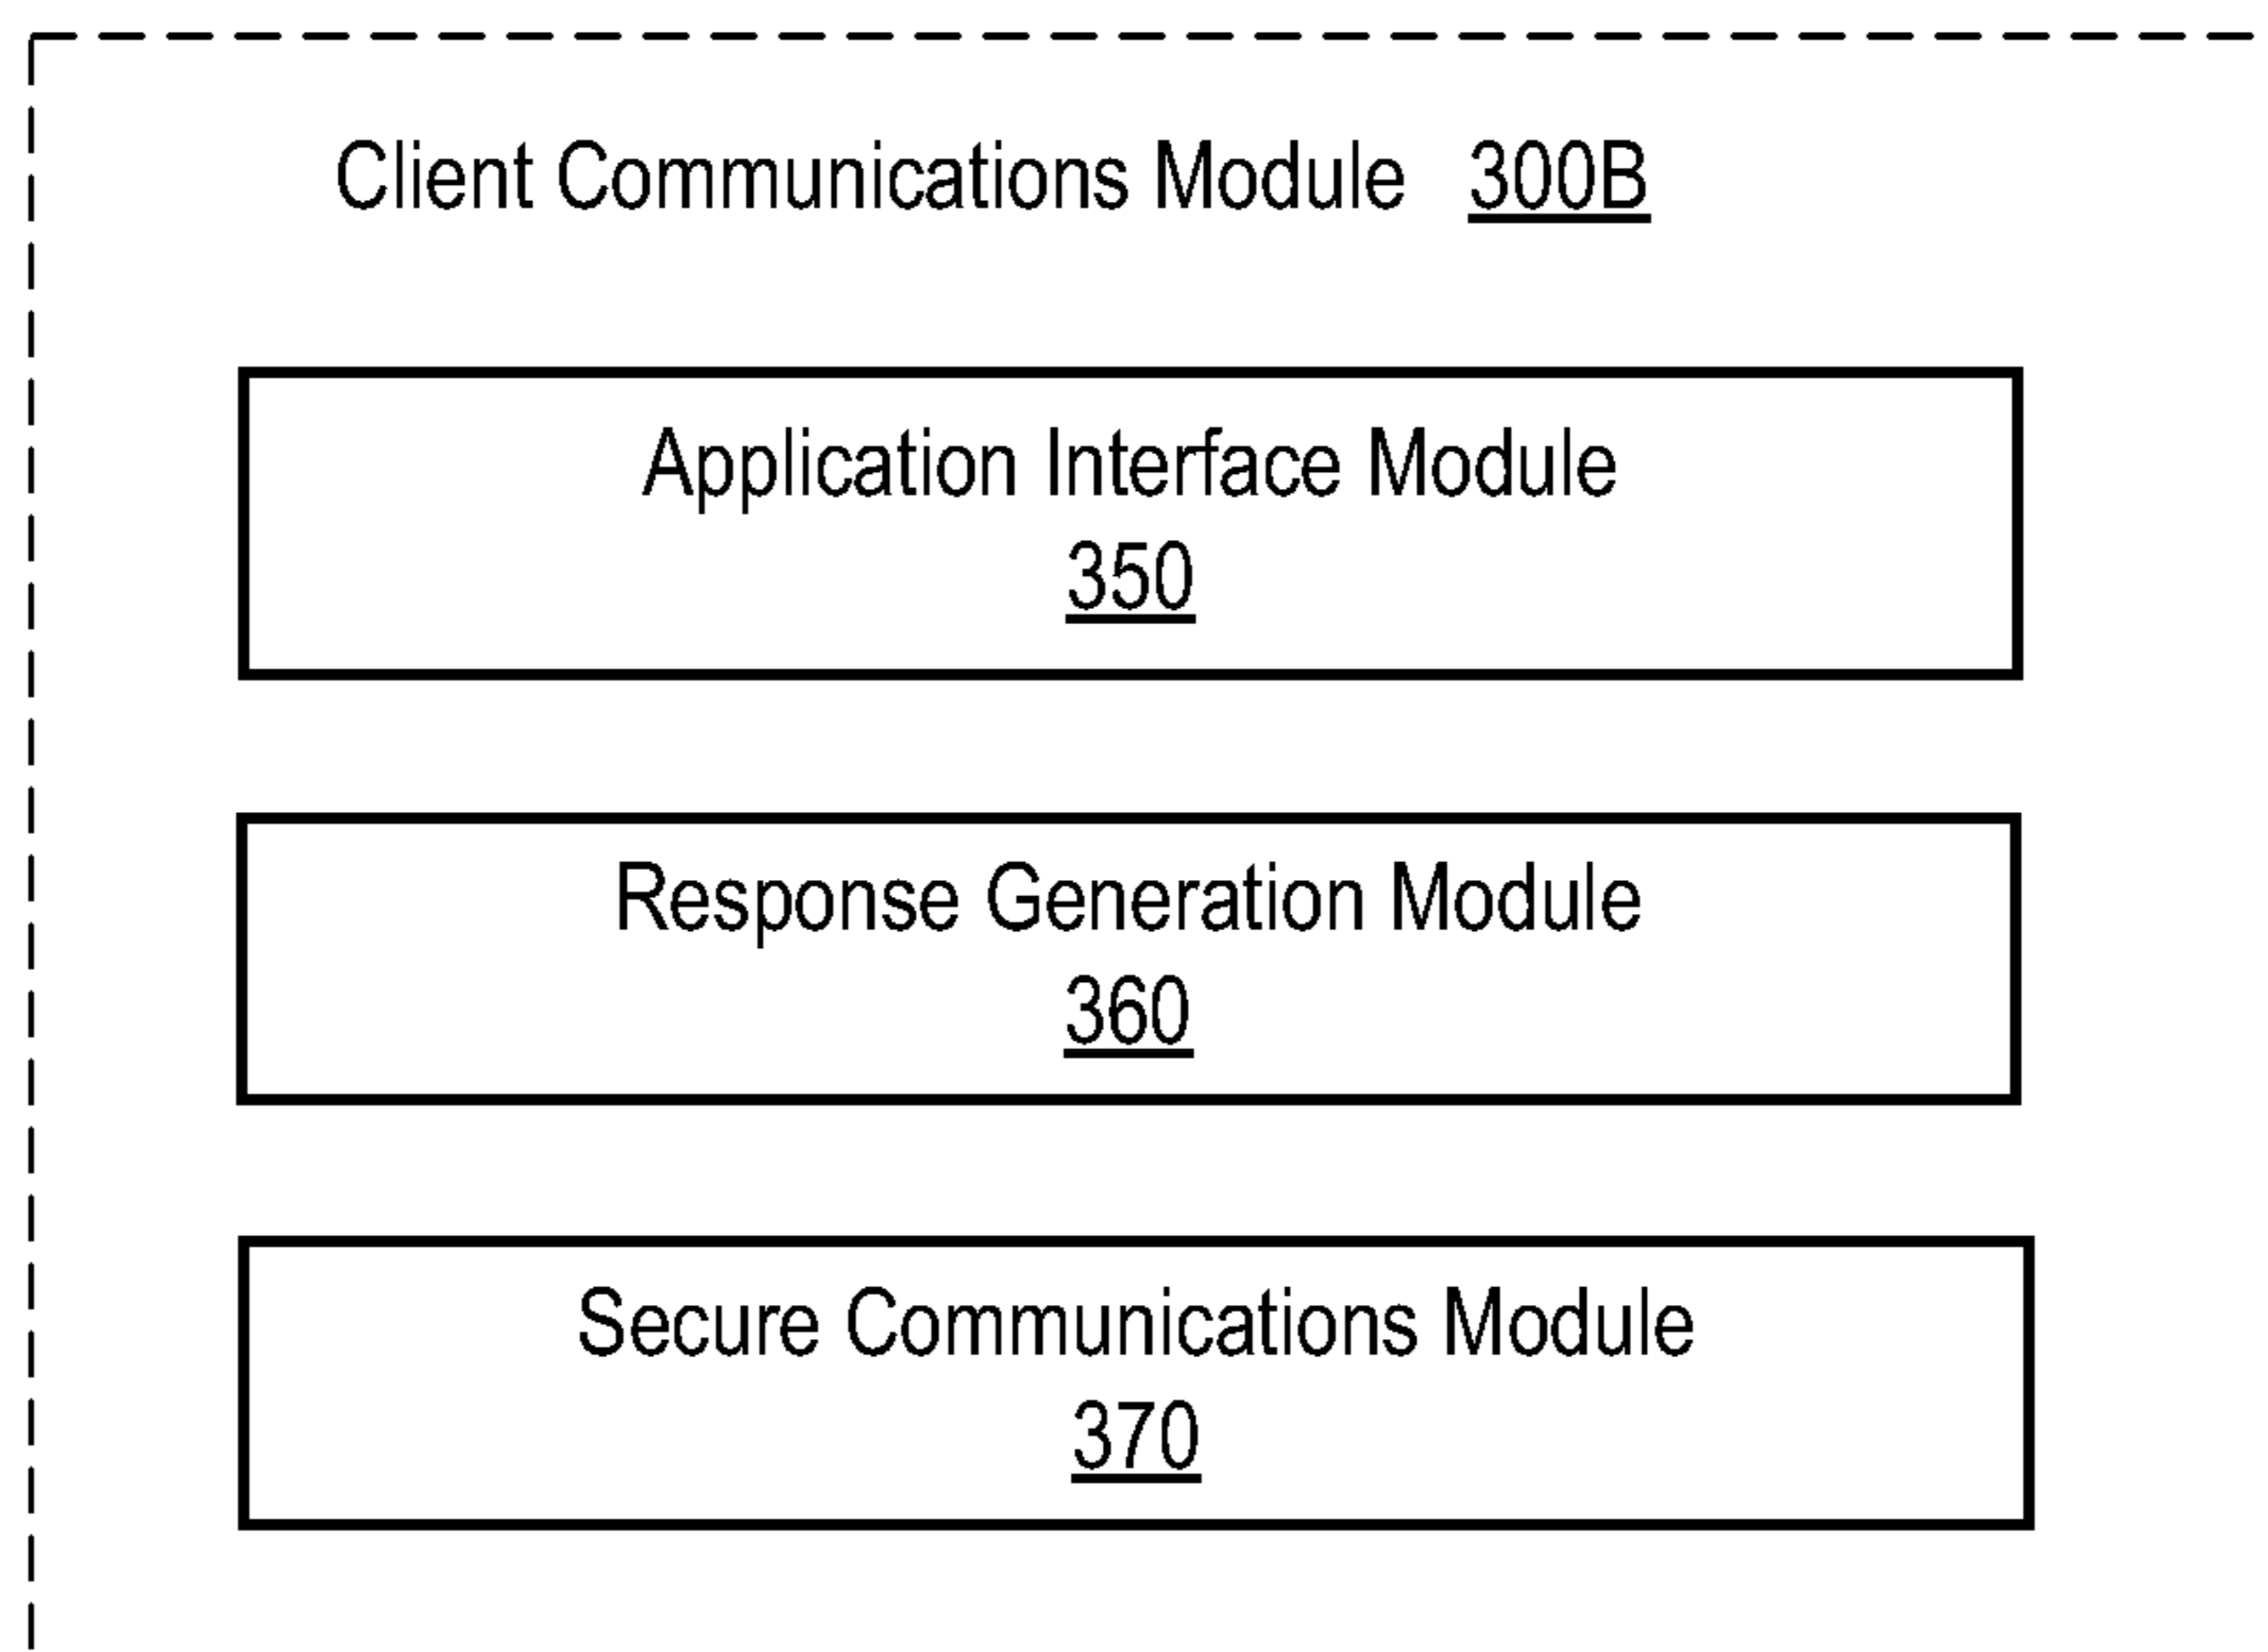 Client Communications Module 300B
Application Interface Module
350
Response Generation Module
360
Secure Communications Module
370